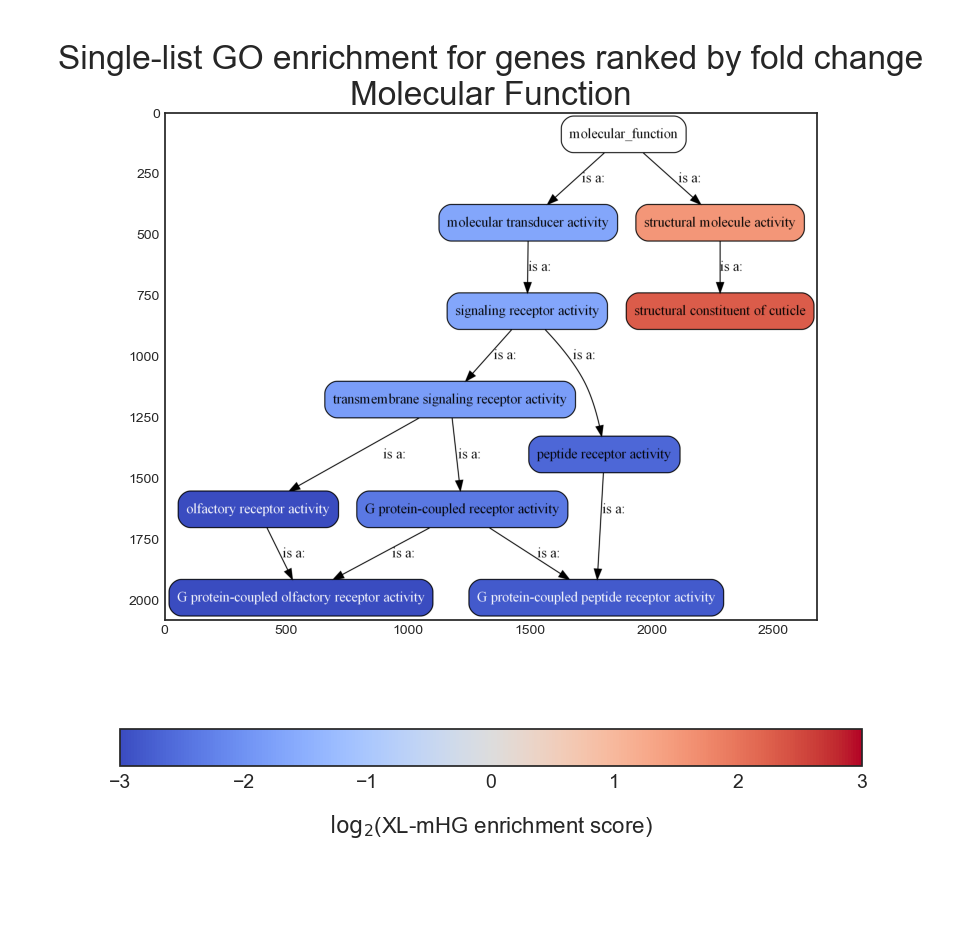 Single-list GO enrichment for genes ranked by fold change
Molecular Function
0
molecular_function
is a:
is a:
250
molecular transducer activity
structural molecule activity
500
is a:
is a:
750
signaling receptor activity
structural constituent of cuticle
is a:
is a:
1000
transmembrane signaling receptor activity
1250
is a:
is a:
peptide receptor activity
1500
olfactory receptor activity
G protein-coupled receptor activity
is a:
1750
is a:
is a:
is a:
2000
G protein-coupled olfactory receptor activity
G protein-coupled peptide receptor activity
0 500 1000 1500 2000 2500
−3 −2 −1 0 1 2 3
log₂(XL-mHG enrichment score)